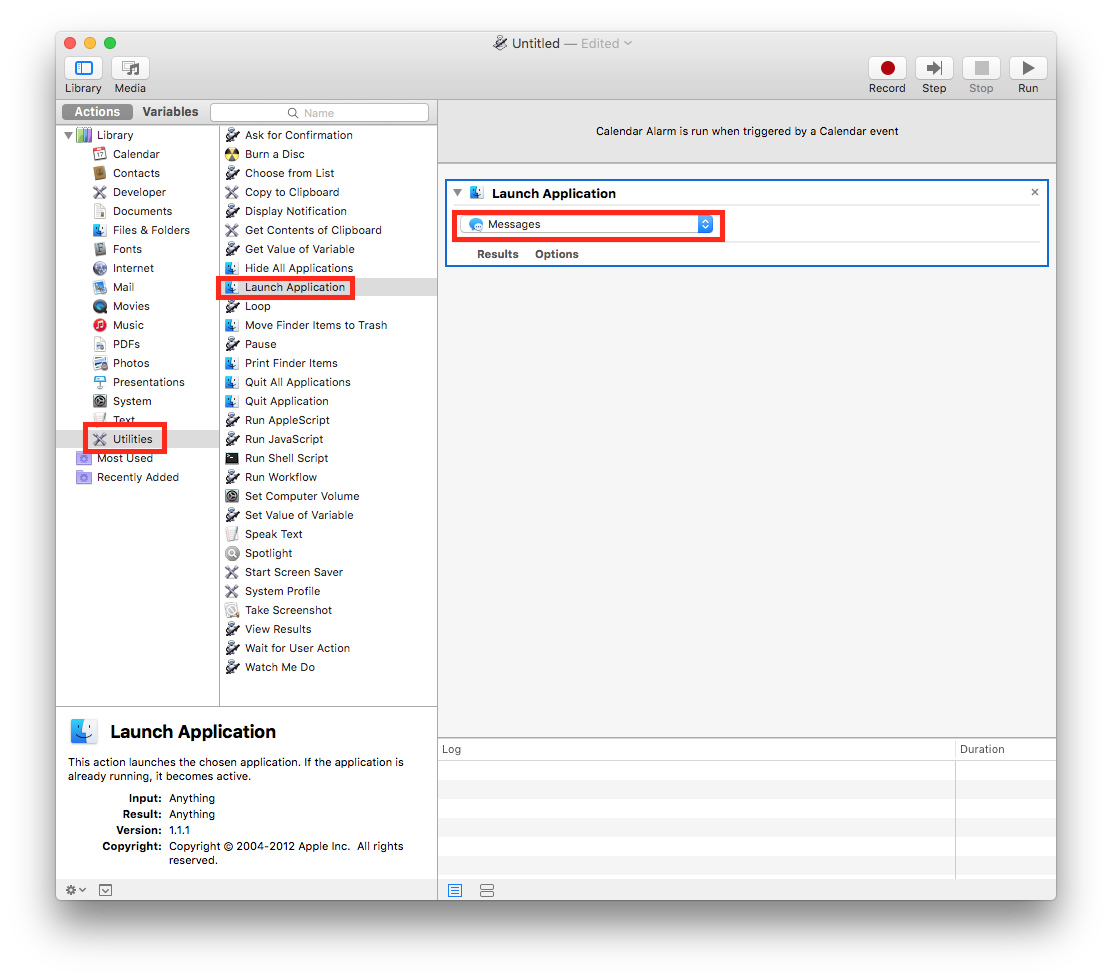 Untitled — Edited
Library
Media
Record
Step
Stop
Run
Actions
Variables
Name
Library
Calendar
Contacts
Developer
Documents
Files & Folders
Fonts
Internet
Mail
Movies
Music
PDFs
Photos
Presentations
System
Text
Utilities
Most Used
Recently Added
Ask for Confirmation
Burn a Disc
Choose from List
Copy to Clipboard
Display Notification
Get Contents of Clipboard
Get Value of Variable
Hide All Applications
Launch Application
Loop
Move Finder Items to Trash
Pause
Print Finder Items
Quit All Applications
Quit Application
Run AppleScript
Run JavaScript
Run Shell Script
Run Workflow
Set Computer Volume
Set Value of Variable
Speak Text
Spotlight
Start Screen Saver
System Profile
Take Screenshot
View Results
Wait for User Action
Watch Me Do
Calendar Alarm is run when triggered by a Calendar event
Launch Application
Messages
Results Options
Launch Application
This action launches the chosen application. If the application is
already running, it becomes active.
Input: Anything
Result: Anything
Version: 1.1.1
Copyright: Copyright © 2004-2012 Apple Inc. All rights
reserved.
Log
Duration